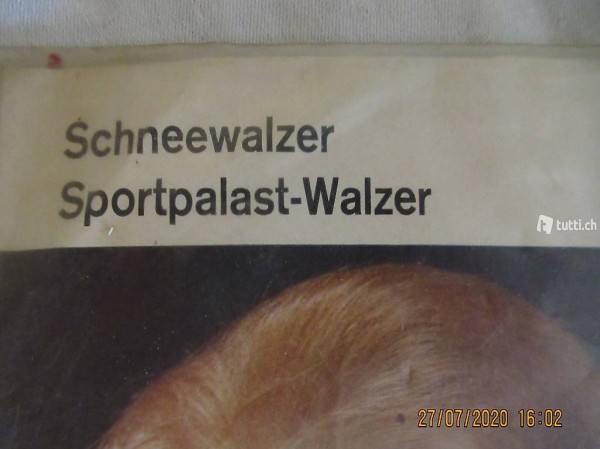 Schneewalzer
Sportpalast-Walzer
tutti.ch
27/07/2020 16:02